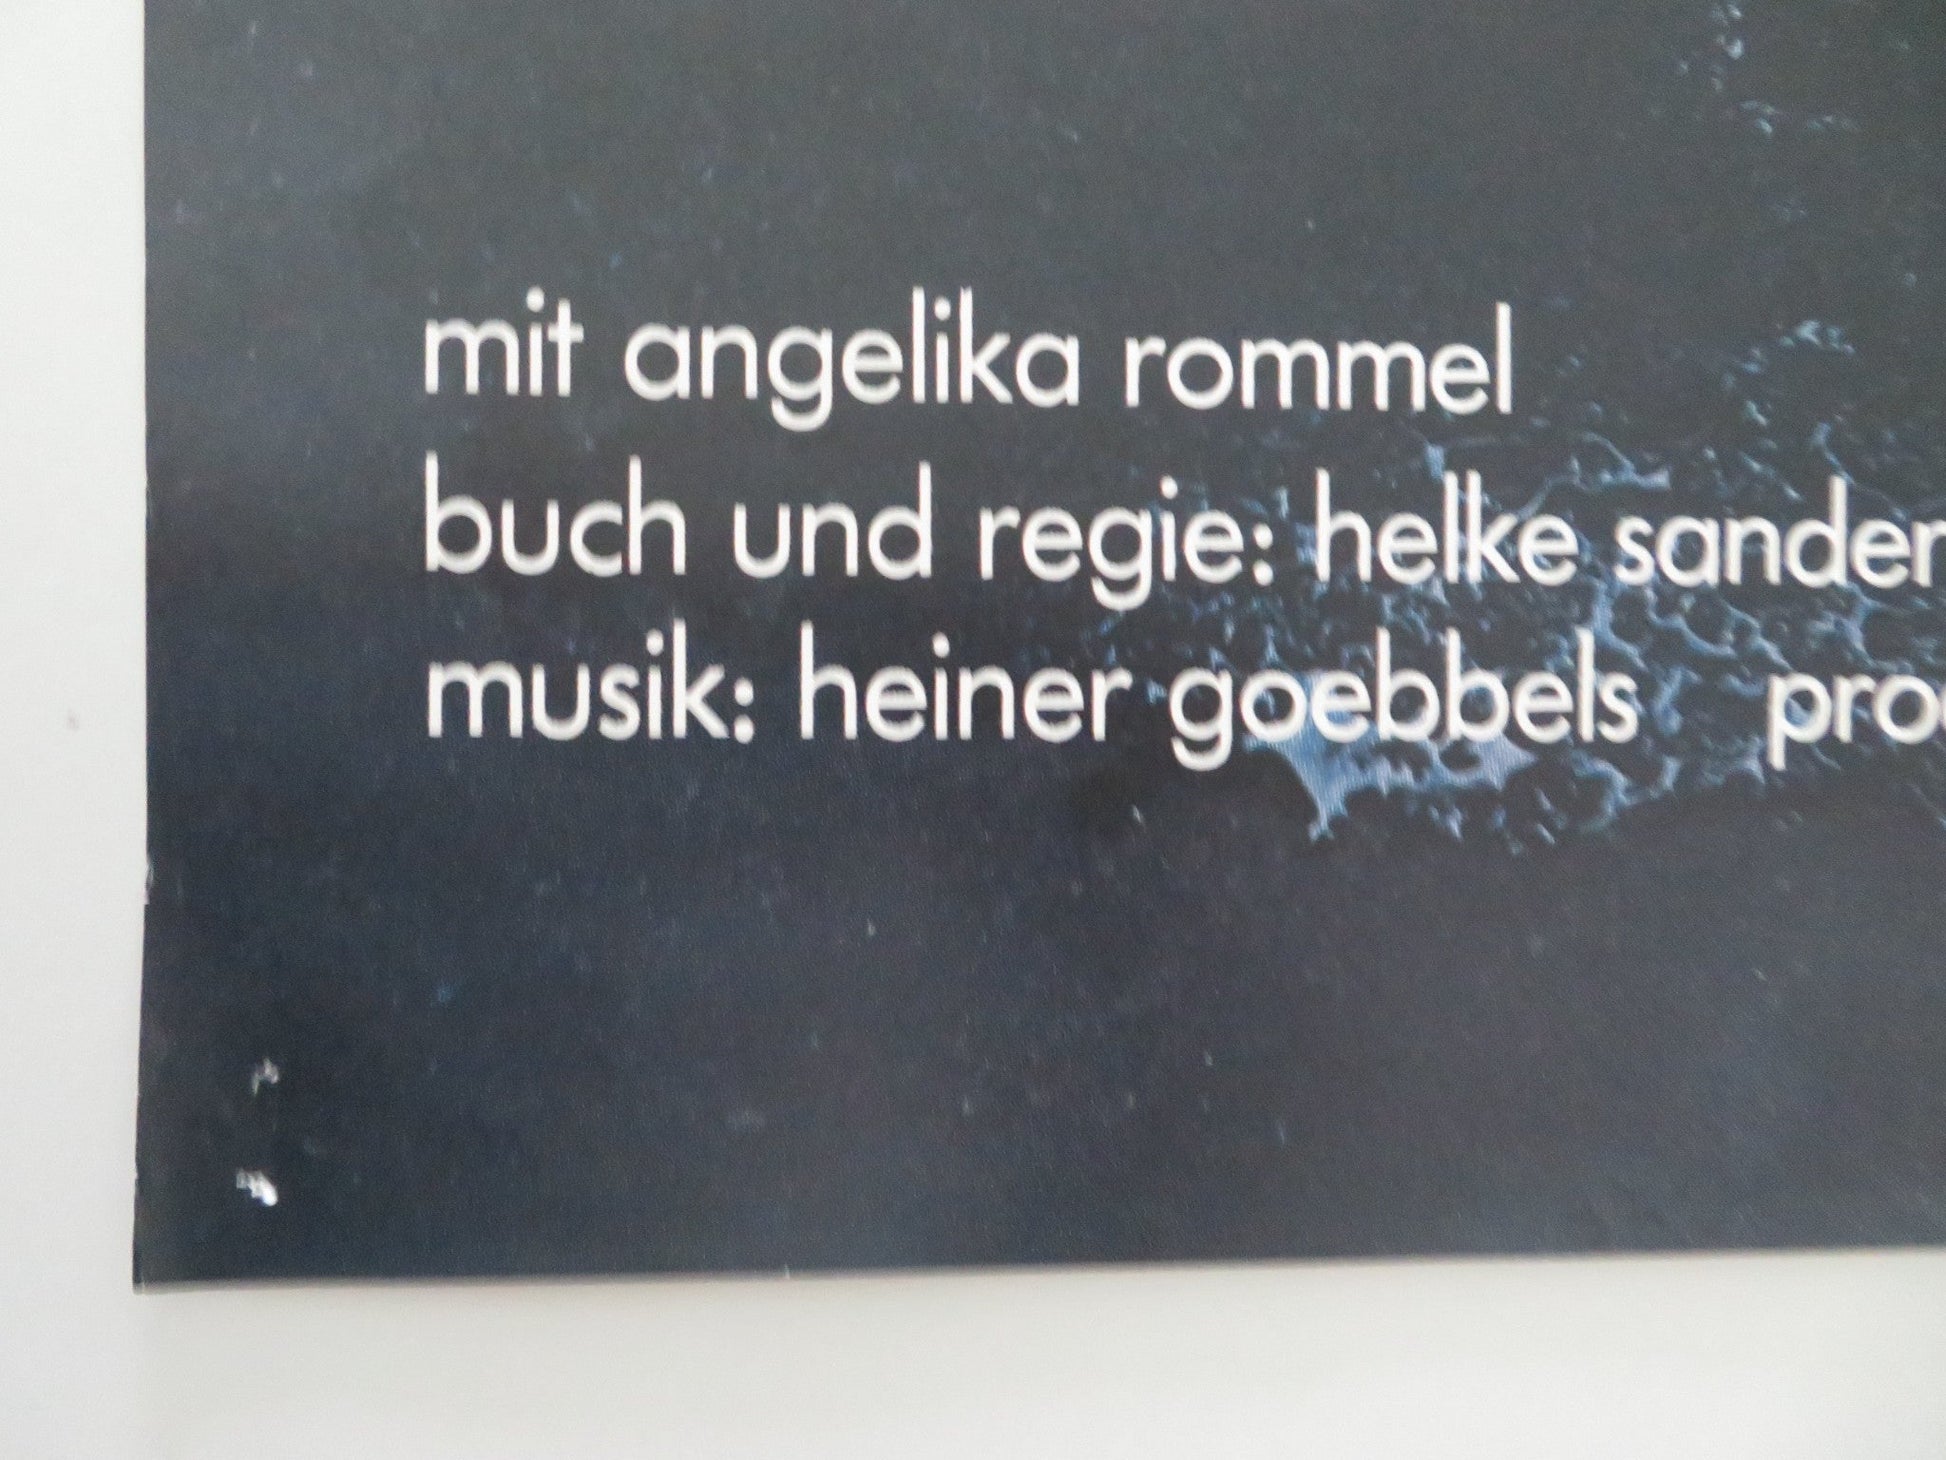 mit angelika rommel
buch und regie: helke sander
musik: heiner goebbels